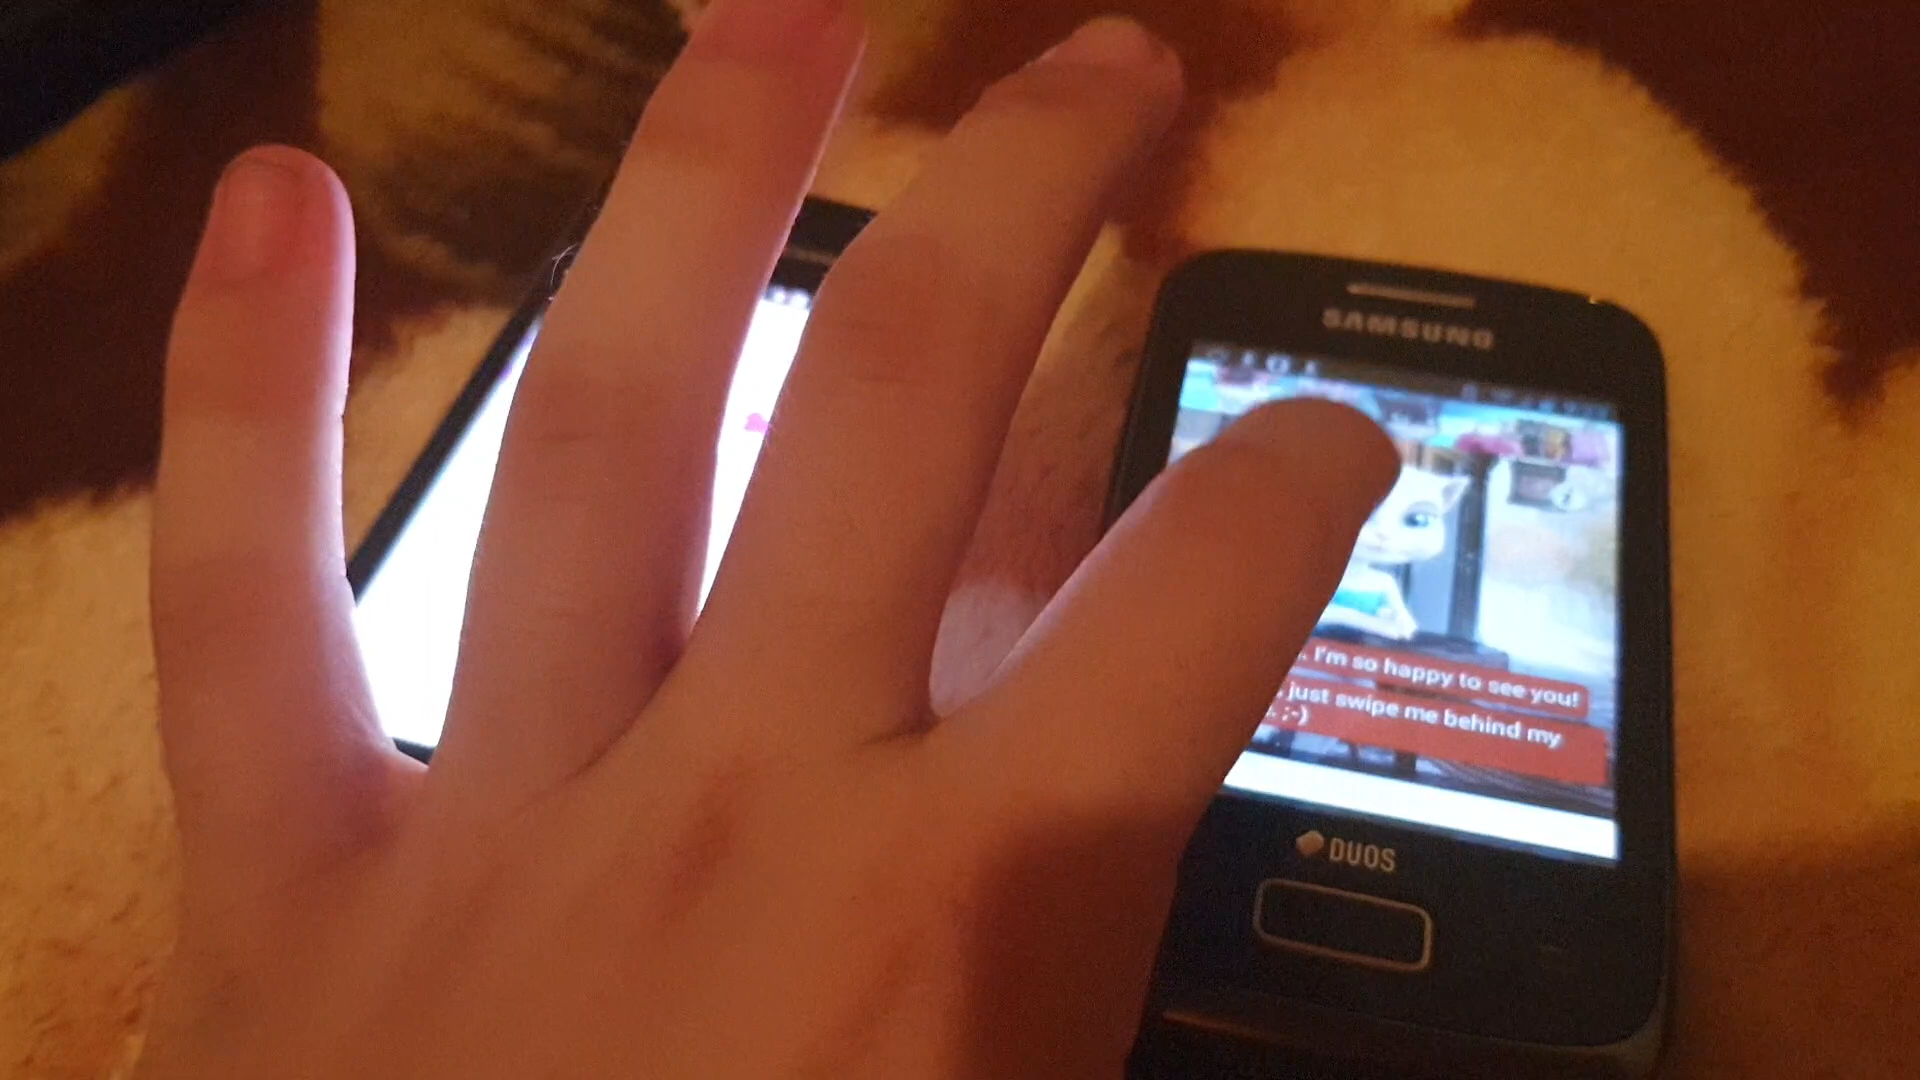 SAMSUNG
. I'm so happy to see you!
, just swipe me behind my
. ;-)
DUOS